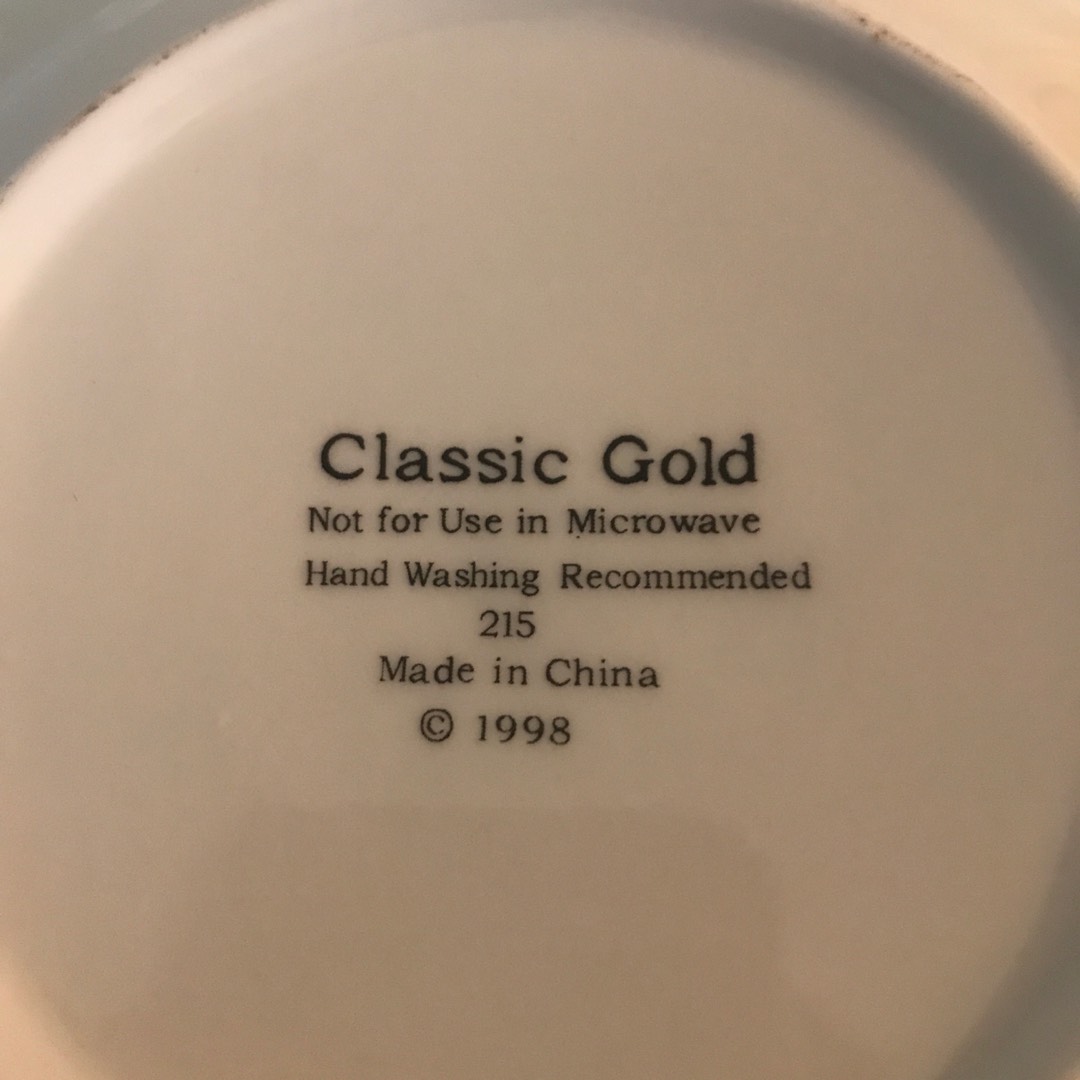 Classic Gold
Not for Use in Microwave
Hand Washing Recommended
215
Made in China
© 1998